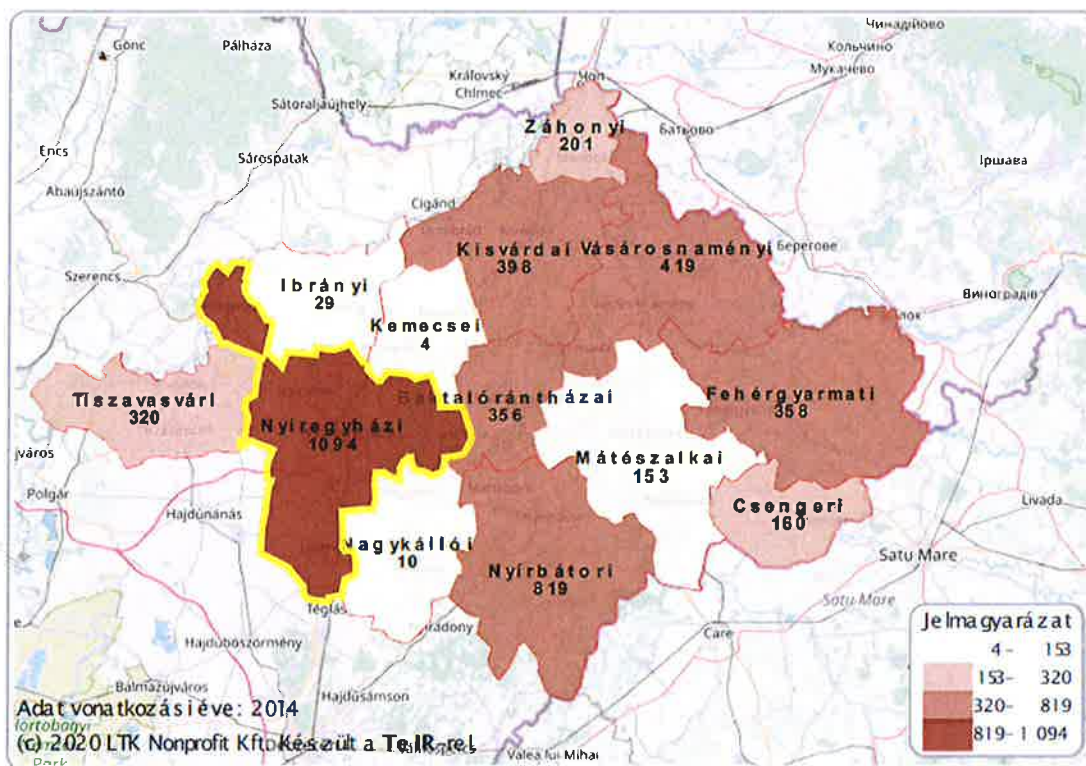 Чинадійово
Gönc
Pálháza
Кольчино
Мукачево
Kráľovský
Chlmec
Чоп
Sátoraljaújhely
Záhonyi
201
Батьово
Encs
Sárospatak
Іршава
Abaújszántó
Cigánd
Kisvárdai
398
Vásárosnaményi
419
Берегове
Szerencs
Ibrányi
29
Виноградів
Kemecsei
4
Tiszavasvári
320
Baktalórántházai
356
Fehérgyarmati
358
Nyíregyházi
1094
Mátészalkai
153
Polgár
Hajdúnánás
Csengeri
160
Livada
Nagykállói
10
Nyírbátori
819
Satu Mare
Satu Mare
Téglás
Hajdúböszörmény
Carei
Balmazújváros
Hajdúsámson
Valea lui Mihai
Park
Jelmagyarázat
4 - 153
153- 320
320- 819
819- 1 094
Adat vonatkozási éve: 2014
(c) 2020 LTK Nonprofit Kft. Készült a TeIR-rel